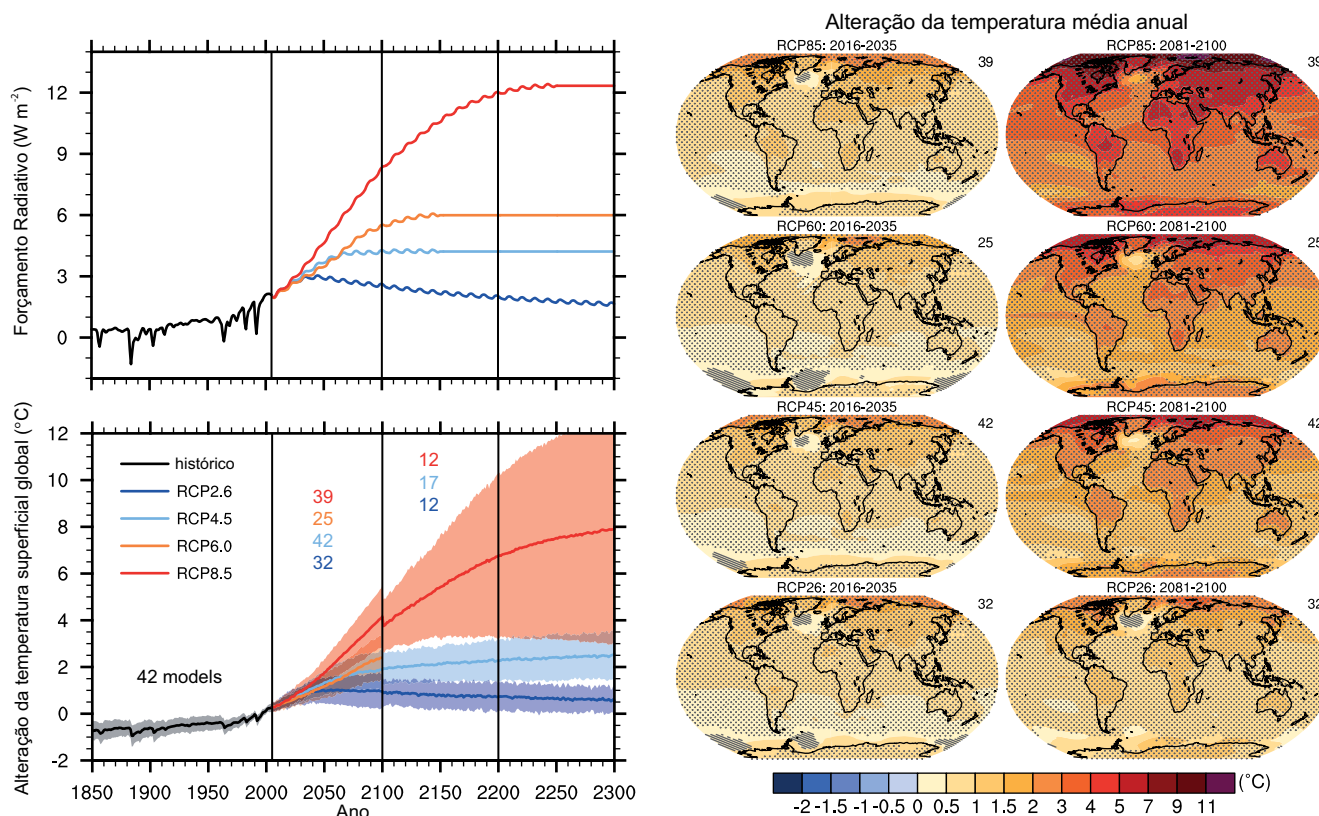 Forçamento Radiativo (W m⁻²)
12
9
6
3
0
Alteração da temperatura superficial global (°C)
12
10
8
6
4
2
0
-2
histórico
RCP2.6
RCP4.5
RCP6.0
RCP8.5
42 models
39
25
42
32
12
17
12
1850 1900 1950 2000 2050 2100 2150 2200 2250 2300
Ano
Alteração da temperatura média anual
RCP85: 2016-2035
39
RCP85: 2081-2100
39
RCP60: 2016-2035
25
RCP60: 2081-2100
25
RCP45: 2016-2035
42
RCP45: 2081-2100
42
RCP26: 2016-2035
32
RCP26: 2081-2100
32
(°C)
-2 -1.5 -1 -0.5 0 0.5 1 1.5 2 3 4 5 7 9 11